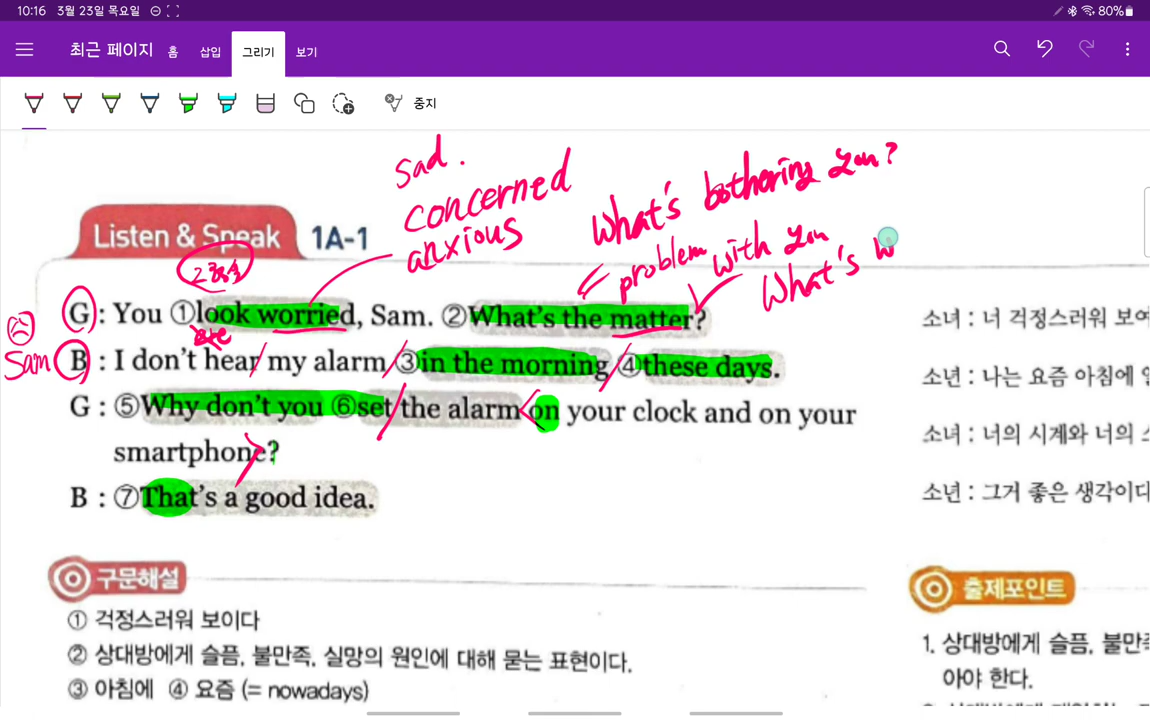 10:16 3월 23일 목요일 80%
최근 페이지 홈 삽입 그리기 보기
중지
sad.
concerned
anxious
What's bothering you?
problem with you
What's w
Listen & Speak 1A-1
2형식
G : You ①look worried, Sam. ②What's the matter?
are
Sam B : I don't hear my alarm ③in the morning ④these days.
G : ⑤Why don't you ⑥set the alarm on your clock and on your
smartphone?
B : ⑦That's a good idea.
소녀 : 너 걱정스러워 보여
소년 : 나는 요즘 아침에
소녀 : 너의 시계와 너의
소년 : 그거 좋은 생각이다
구문해설
① 걱정스러워 보이다
② 상대방에게 슬픔, 불만족, 실망의 원인에 대해 묻는 표현이다.
③ 아침에 ④ 요즘 (= nowadays)
출제포인트
1. 상대방에게 슬픔, 불만
아야 한다.